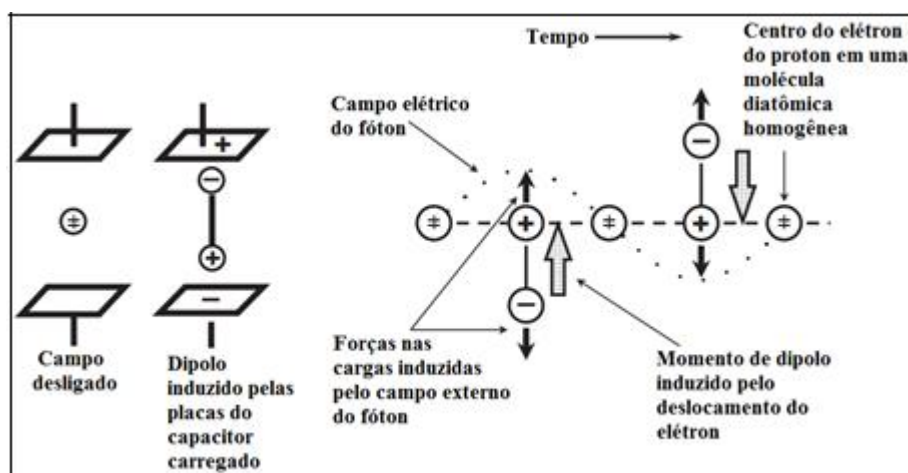 Tempo
Centro do elétron
do proton em uma
molécula
diatômica
homogênea
Campo elétrico
do fóton
+
−
+
−
+
−
−
+
+
−
Campo
desligado
Dipolo
induzido pelas
placas do
capacitor
carregado
Forças nas
cargas induzidas
pelo campo externo
do fóton
Momento de dipolo
induzido pelo
deslocamento do
elétron